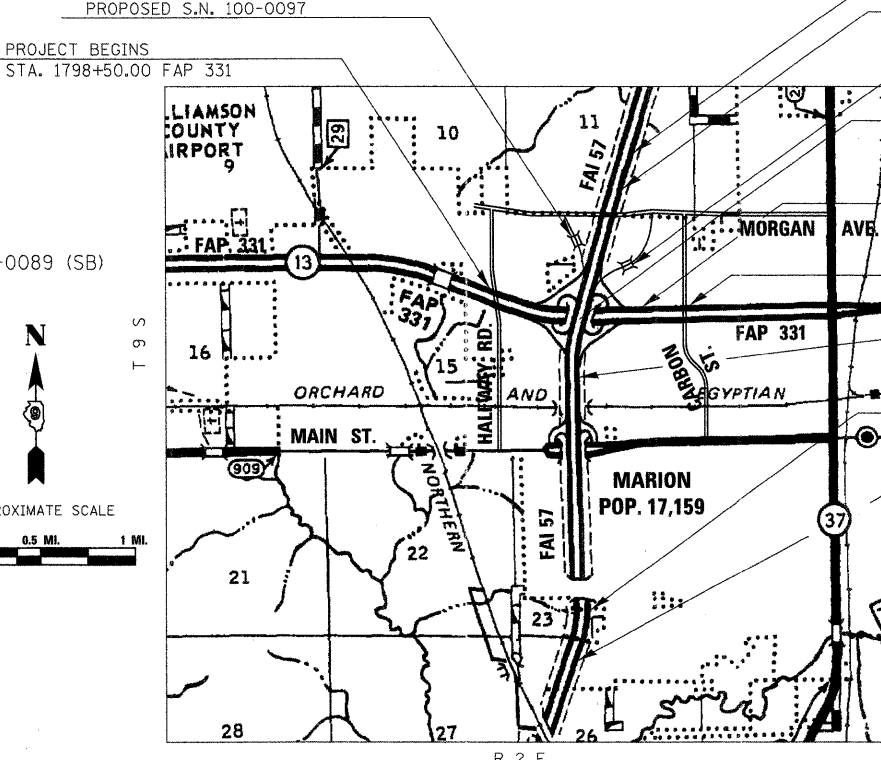 PROPOSED S.N. 100-0097
PROJECT BEGINS
STA. 1798+50.00 FAP 331
LLIAMSON
COUNTY
AIRPORT
9
29
10
11
FAI 57
MORGAN AVE.
FAP 331
13
-0089 (SB)
FAP
331
FAP 331
N
T 9 S
16
15
HALFWAY RD.
CARBON
ST.
ORCHARD AND EGYPTIAN
MAIN ST.
909
NORTHERN
MARION
POP. 17,159
FAI 57
37
OXIMATE SCALE
0.5 MI. 1 MI.
21
22
23
28
27
26
R 2 E